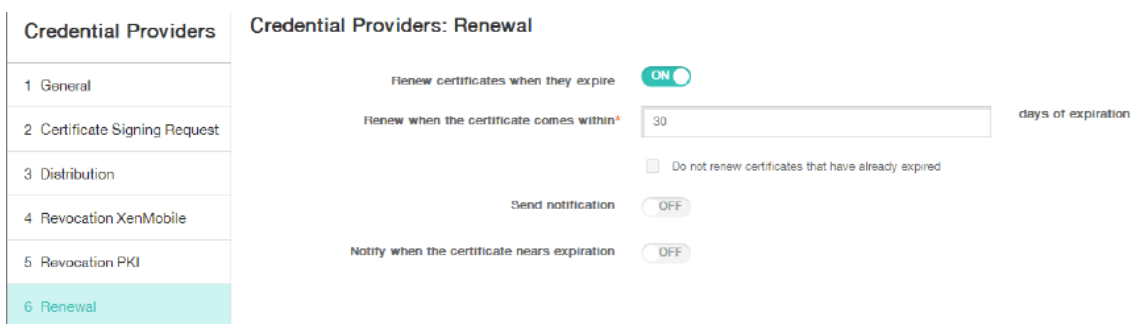 Credential Providers
1 General
2 Certificate Signing Request
3 Distribution
4 Revocation XenMobile
5 Revocation PKI
6 Renewal
Credential Providers: Renewal
Renew certificates when they expire ON
Renew when the certificate comes within* 30 days of expiration
Do not renew certificates that have already expired
Send notification OFF
Notify when the certificate nears expiration OFF